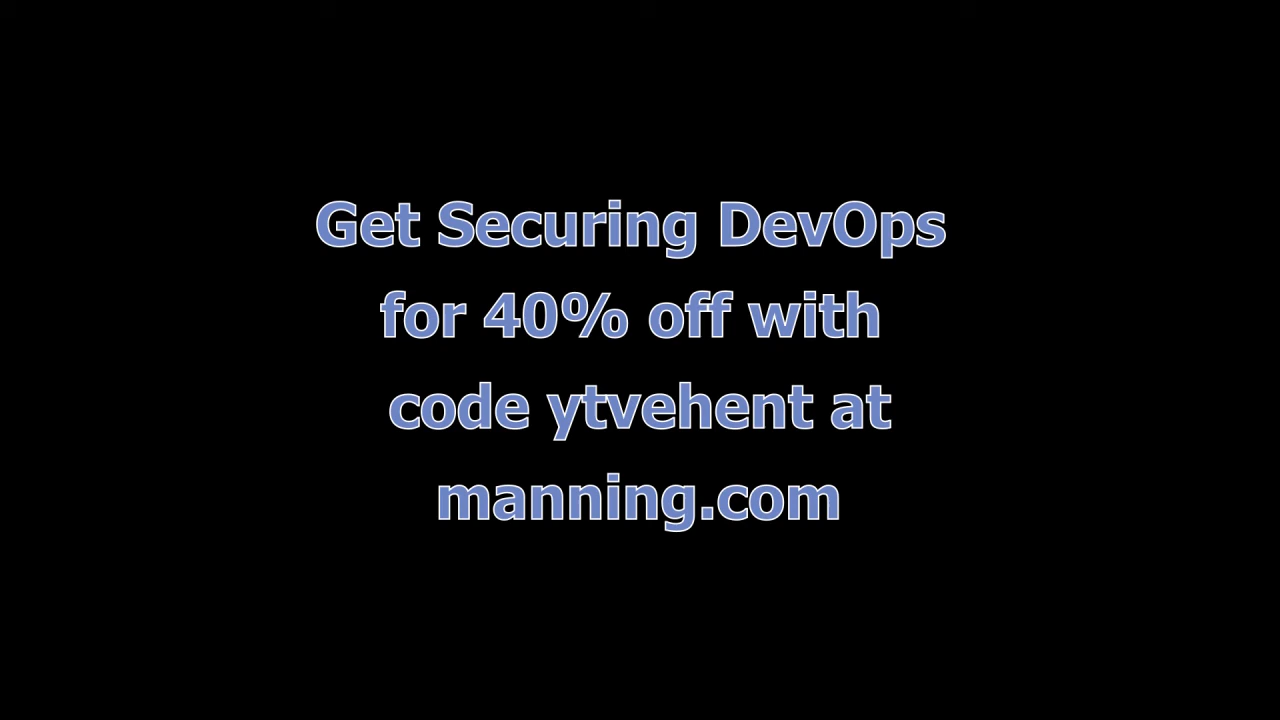 Get Securing DevOps
for 40% off with
code ytvehent at
manning.com